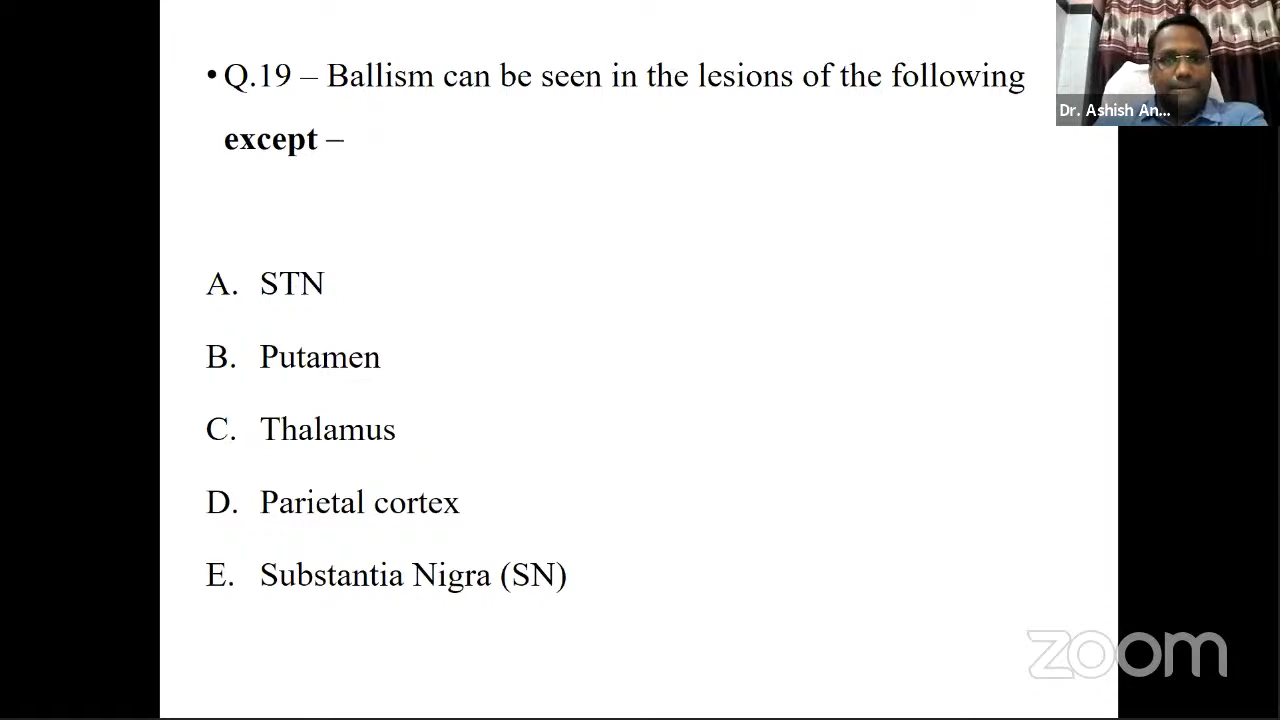 • Q.19 – Ballism can be seen in the lesions of the following
except –
A. STN
B. Putamen
C. Thalamus
D. Parietal cortex
E. Substantia Nigra (SN)
Dr. Ashish An...
zoom